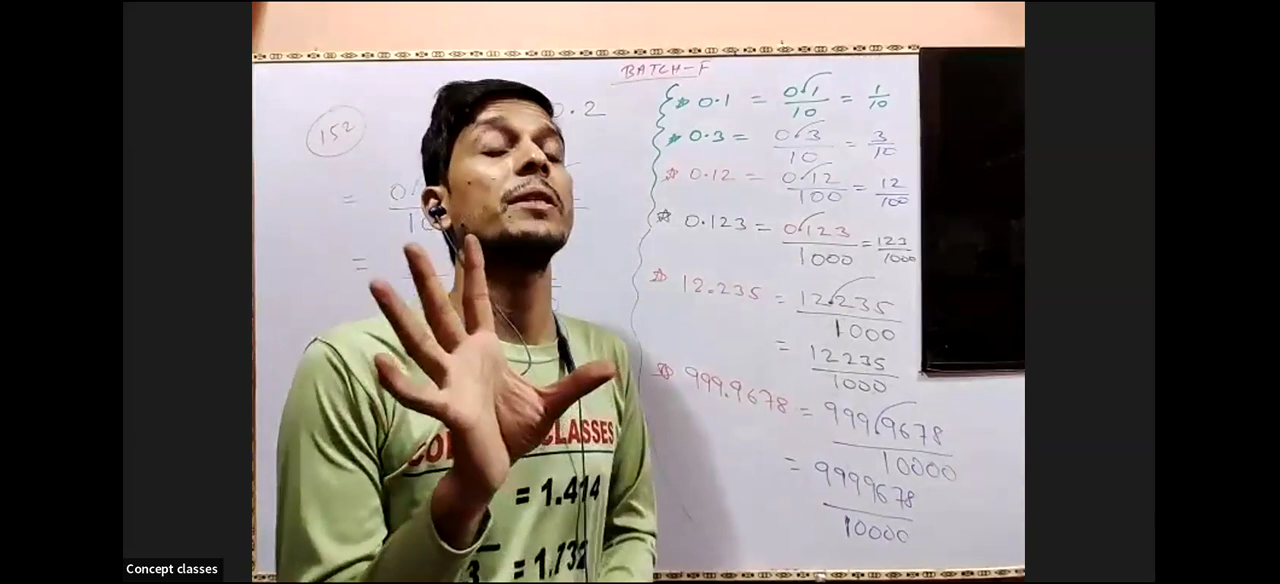 BATCH-F
152
0.2
0.1 = 0.1/10 = 1/10
0.3 = 0.3/10 = 3/10
0.12 = 0.12/100 = 12/100
0.123 = 0.123/1000 = 123/1000
12.235 = 12.235/1000
= 12235/1000
999.9678 = 999.9678/10000
= 9999678/10000
CLASSES
= 1.414
3 = 1.732
Concept classes